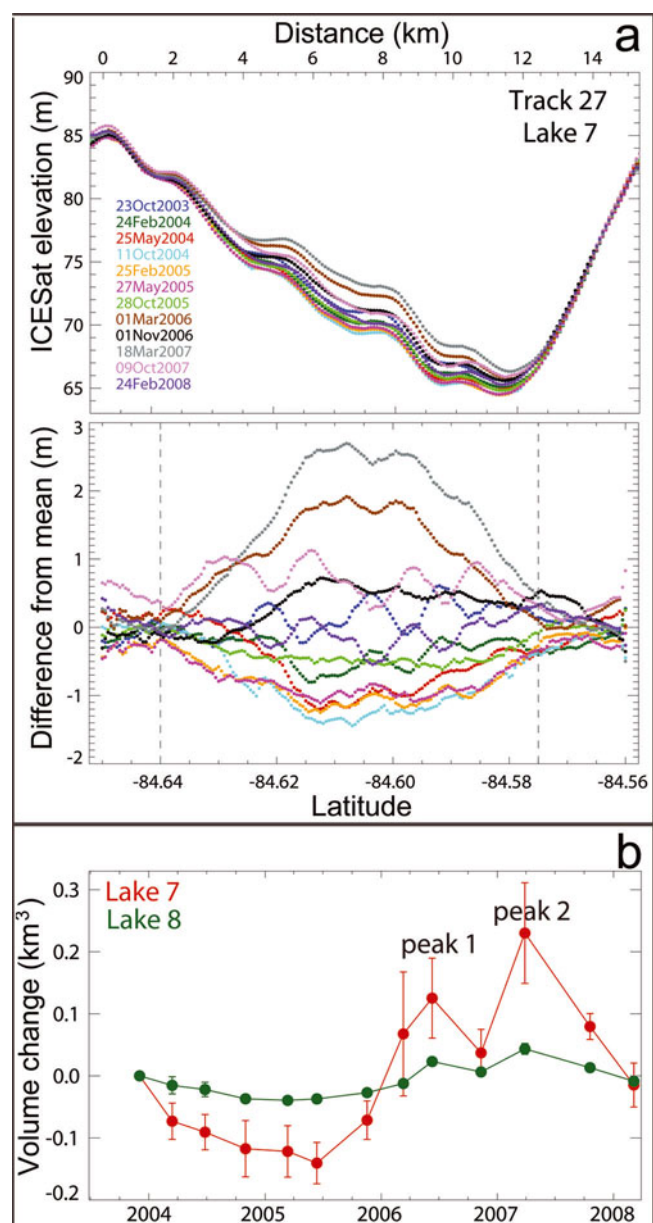 a
Distance (km)
0 2 4 6 8 10 12 14
ICESat elevation (m)
90
85
80
75
70
65
Track 27
Lake 7
23Oct2003
24Feb2004
25May2004
11Oct2004
25Feb2005
27May2005
28Oct2005
01Mar2006
01Nov2006
18Mar2007
09Oct2007
24Feb2008
Difference from mean (m)
3
2
1
0
-1
-2
-84.64 -84.62 -84.60 -84.58 -84.56
Latitude
b
Volume change (km³)
0.3
0.2
0.1
0.0
-0.1
-0.2
Lake 7
Lake 8
peak 1
peak 2
2004 2005 2006 2007 2008